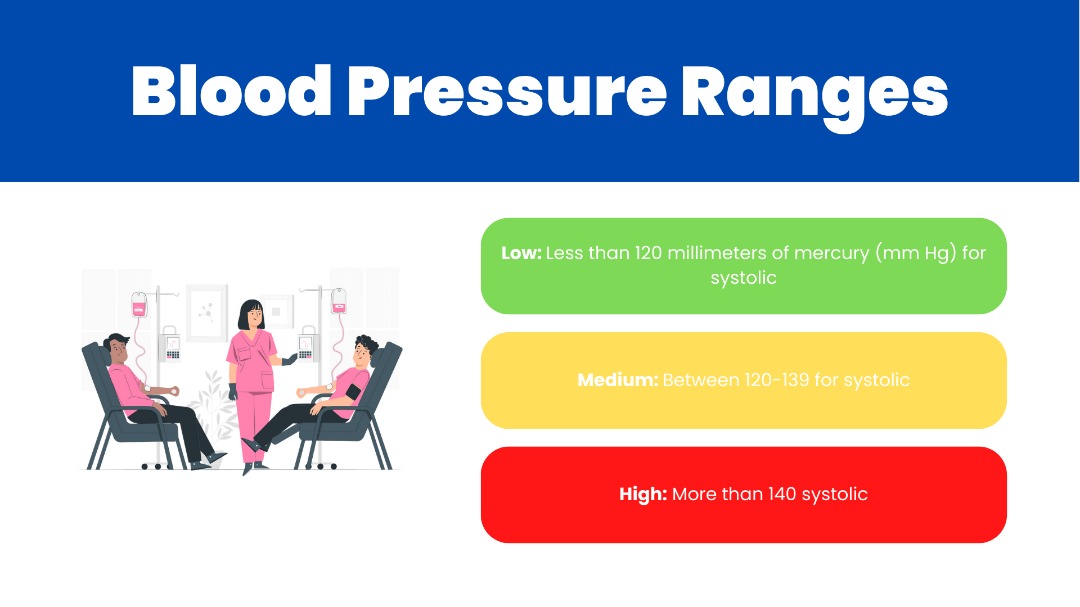 Blood Pressure Ranges
Low: Less than 120 millimeters of mercury (mm Hg) for
systolic
Medium: Between 120-139 for systolic
High: More than 140 systolic